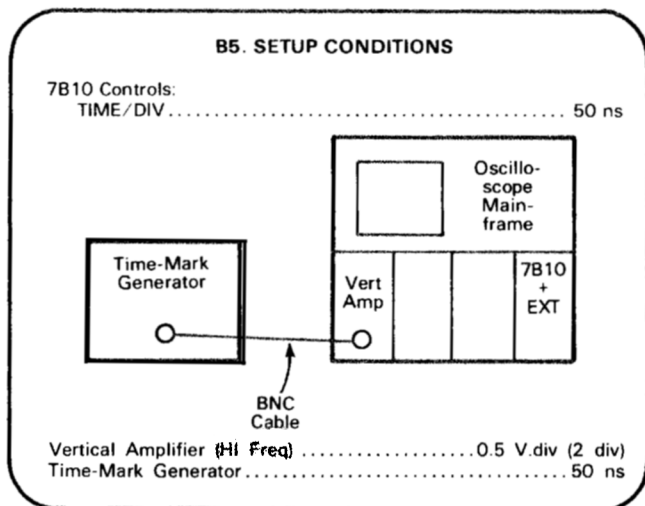 B5. SETUP CONDITIONS
7B10 Controls:
TIME/DIV.......................................................... 50 ns
Oscillo-
scope
Main-
frame
Time-Mark
Generator
Vert
Amp
7B10
+
EXT
BNC
Cable
Vertical Amplifier (HI Freq) ......................0.5 V.div (2 div)
Time-Mark Generator.........................................50 ns